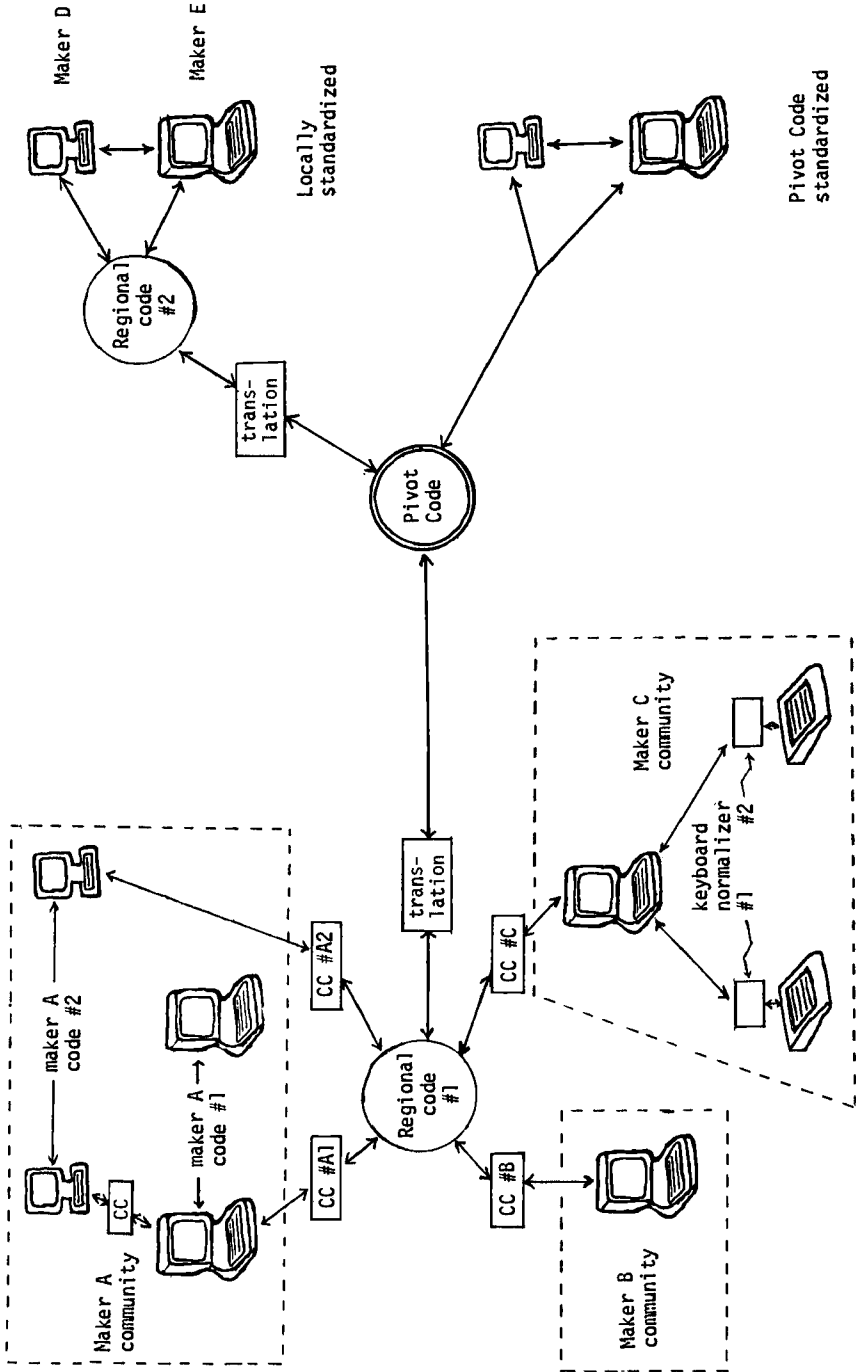 Maker A
community
CC
maker A
code #2
maker A
code #1
CC #A1
CC #A2
Regional
code
#1
CC #B
CC #C
Maker B
community
Maker C
community
keyboard
normalizer
#1
#2
trans-
lation
Pivot
Code
trans-
lation
Regional
code
#2
Maker D
Maker E
Locally
standardized
Pivot Code
standardized